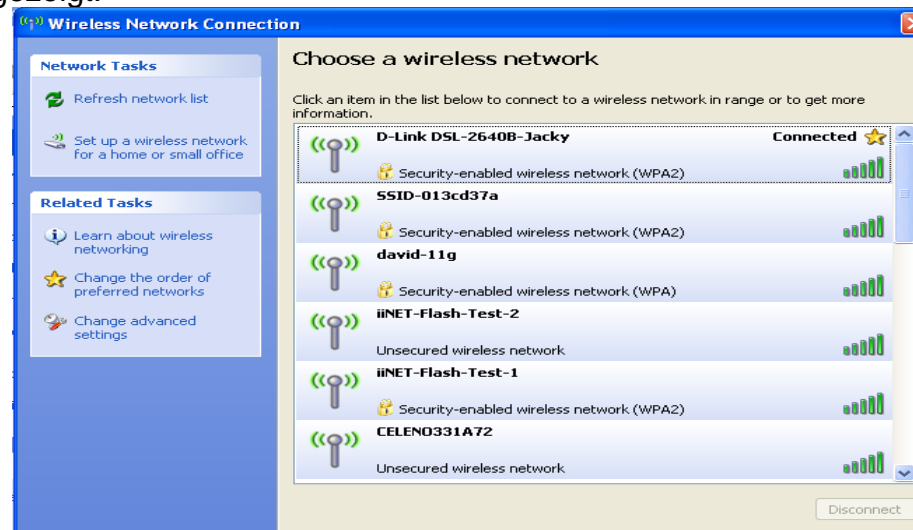 gezeigt.
Wireless Network Connection
Network Tasks
Refresh network list
Set up a wireless network
for a home or small office
Related Tasks
Learn about wireless
networking
Change the order of
preferred networks
Change advanced
settings
Choose a wireless network
Click an item in the list below to connect to a wireless network in range or to get more
information.
D-Link DSL-2640B-Jacky Connected
Security-enabled wireless network (WPA2)
SSID-013cd37a
Security-enabled wireless network (WPA2)
david-11g
Security-enabled wireless network (WPA)
iiNET-Flash-Test-2
Unsecured wireless network
iiNET-Flash-Test-1
Security-enabled wireless network (WPA2)
CELENO331A72
Unsecured wireless network
Disconnect